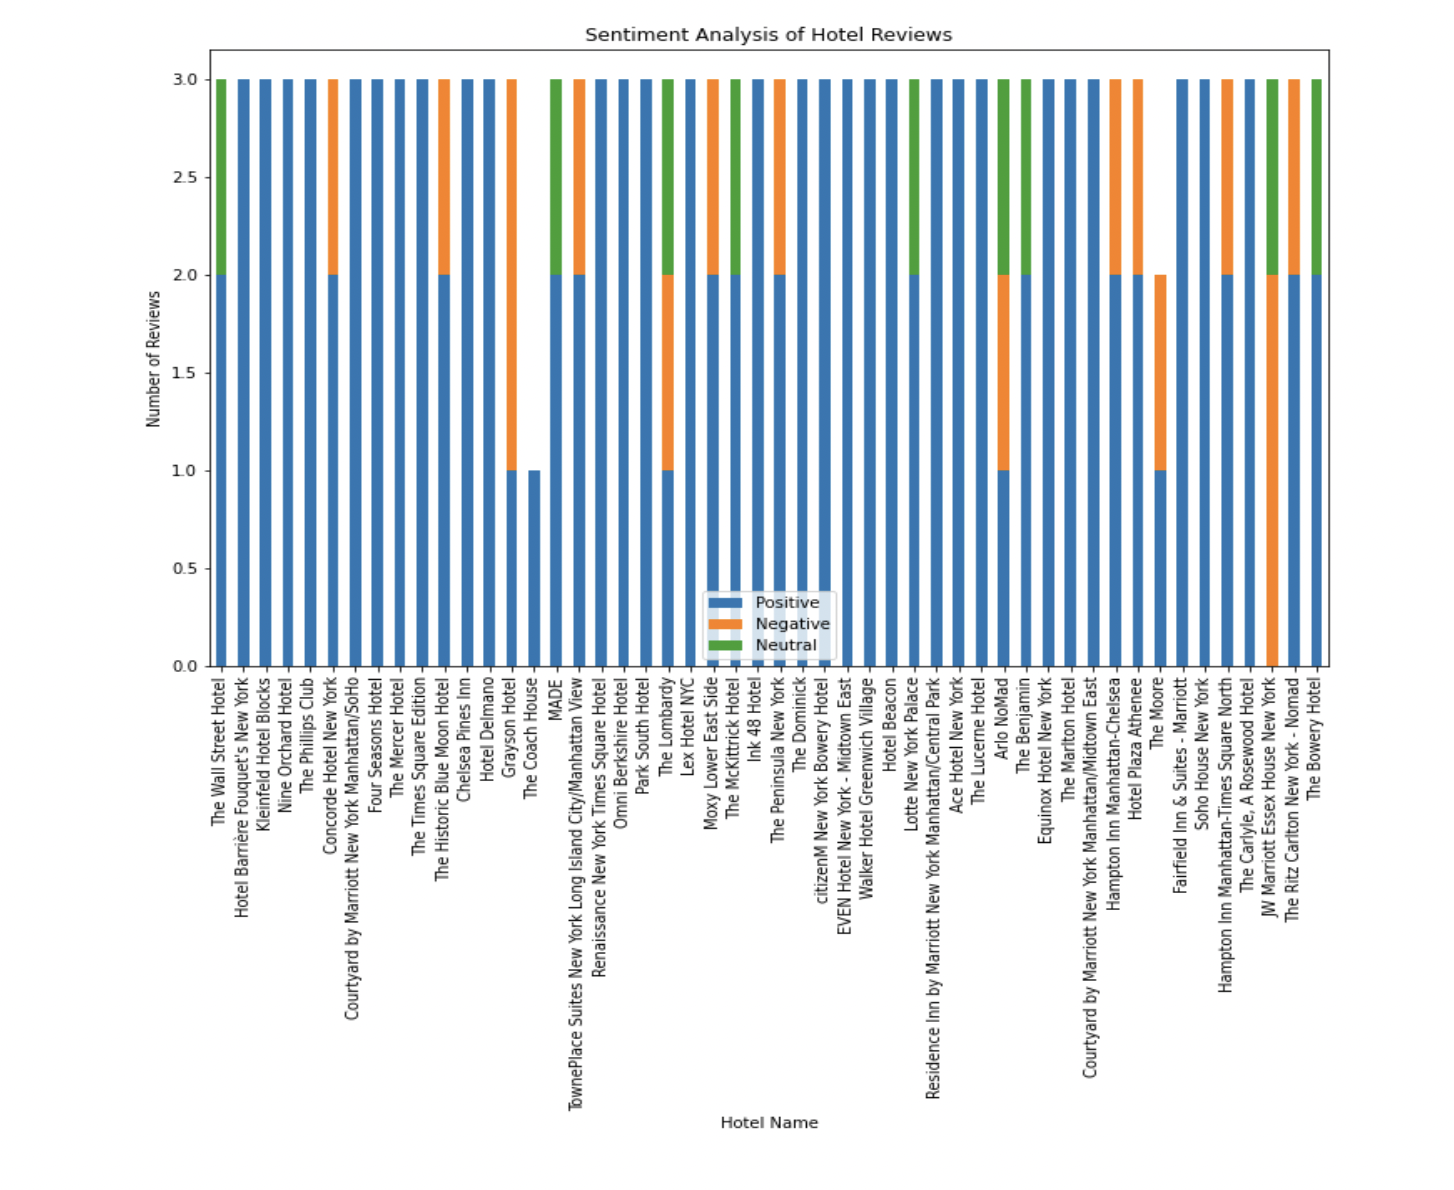 Sentiment Analysis of Hotel Reviews
3.0
2.5
2.0
1.5
1.0
0.5
0.0
Number of Reviews
Positive
Negative
Neutral
The Wall Street Hotel
Hotel Barrière Fouquet's New York
Kleinfeld Hotel Blocks
Nine Orchard Hotel
The Phillips Club
Concorde Hotel New York
Courtyard by Marriott New York Manhattan/SoHo
Four Seasons Hotel
The Mercer Hotel
The Times Square Edition
The Historic Blue Moon Hotel
Chelsea Pines Inn
Hotel Delmano
Grayson Hotel
The Coach House
MADE
TownePlace Suites New York Long Island City/Manhattan View
Renaissance New York Times Square Hotel
Omni Berkshire Hotel
Park South Hotel
The Lombardy
Lex Hotel NYC
Moxy Lower East Side
The McKittrick Hotel
Ink 48 Hotel
The Peninsula New York
The Dominick
citizenM New York Bowery Hotel
EVEN Hotel New York - Midtown East
Walker Hotel Greenwich Village
Hotel Beacon
Lotte New York Palace
Residence Inn by Marriott New York Manhattan/Central Park
Ace Hotel New York
The Lucerne Hotel
Arlo NoMad
The Benjamin
Equinox Hotel New York
The Marlton Hotel
Courtyard by Marriott New York Manhattan/Midtown East
Hampton Inn Manhattan-Chelsea
Hotel Plaza Athenee
The Moore
Fairfield Inn & Suites - Marriott
Soho House New York
Hampton Inn Manhattan-Times Square North
The Carlyle, A Rosewood Hotel
JW Marriott Essex House New York
The Ritz Carlton New York - Nomad
The Bowery Hotel
Hotel Name